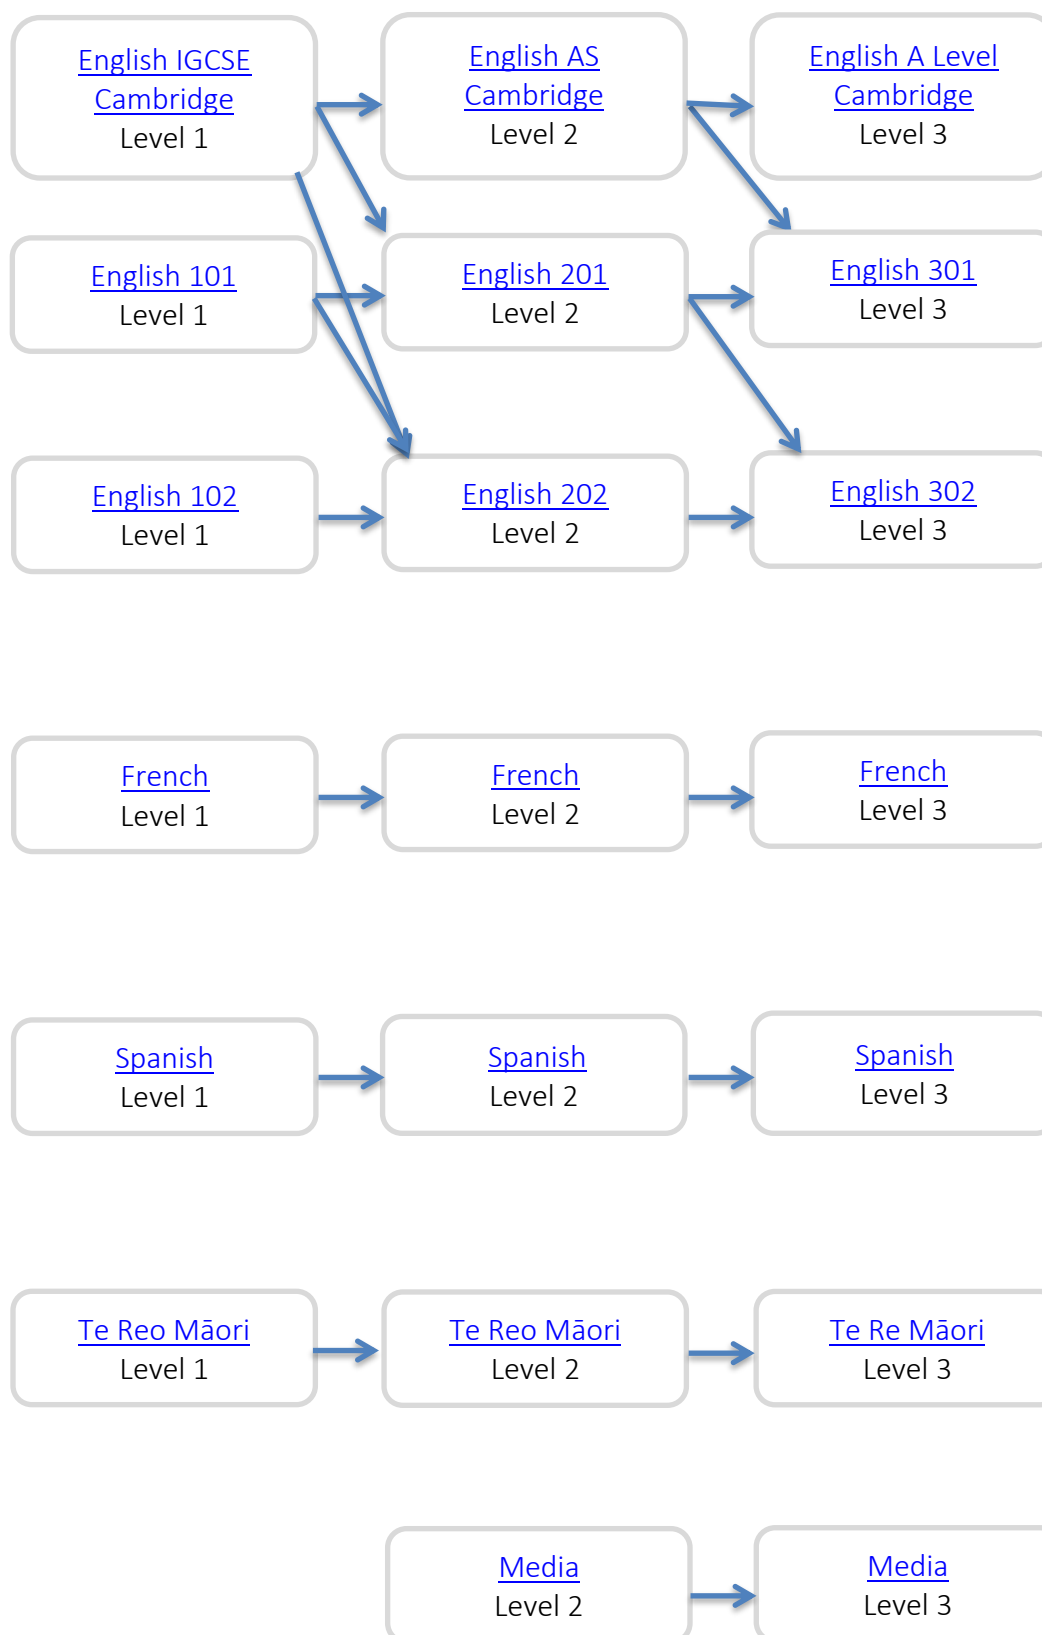 English IGCSE
Cambridge
Level 1
English AS
Cambridge
Level 2
English A Level
Cambridge
Level 3
English 101
Level 1
English 201
Level 2
English 301
Level 3
English 102
Level 1
English 202
Level 2
English 302
Level 3
French
Level 1
French
Level 2
French
Level 3
Spanish
Level 1
Spanish
Level 2
Spanish
Level 3
Te Reo Māori
Level 1
Te Reo Māori
Level 2
Te Re Māori
Level 3
Media
Level 2
Media
Level 3